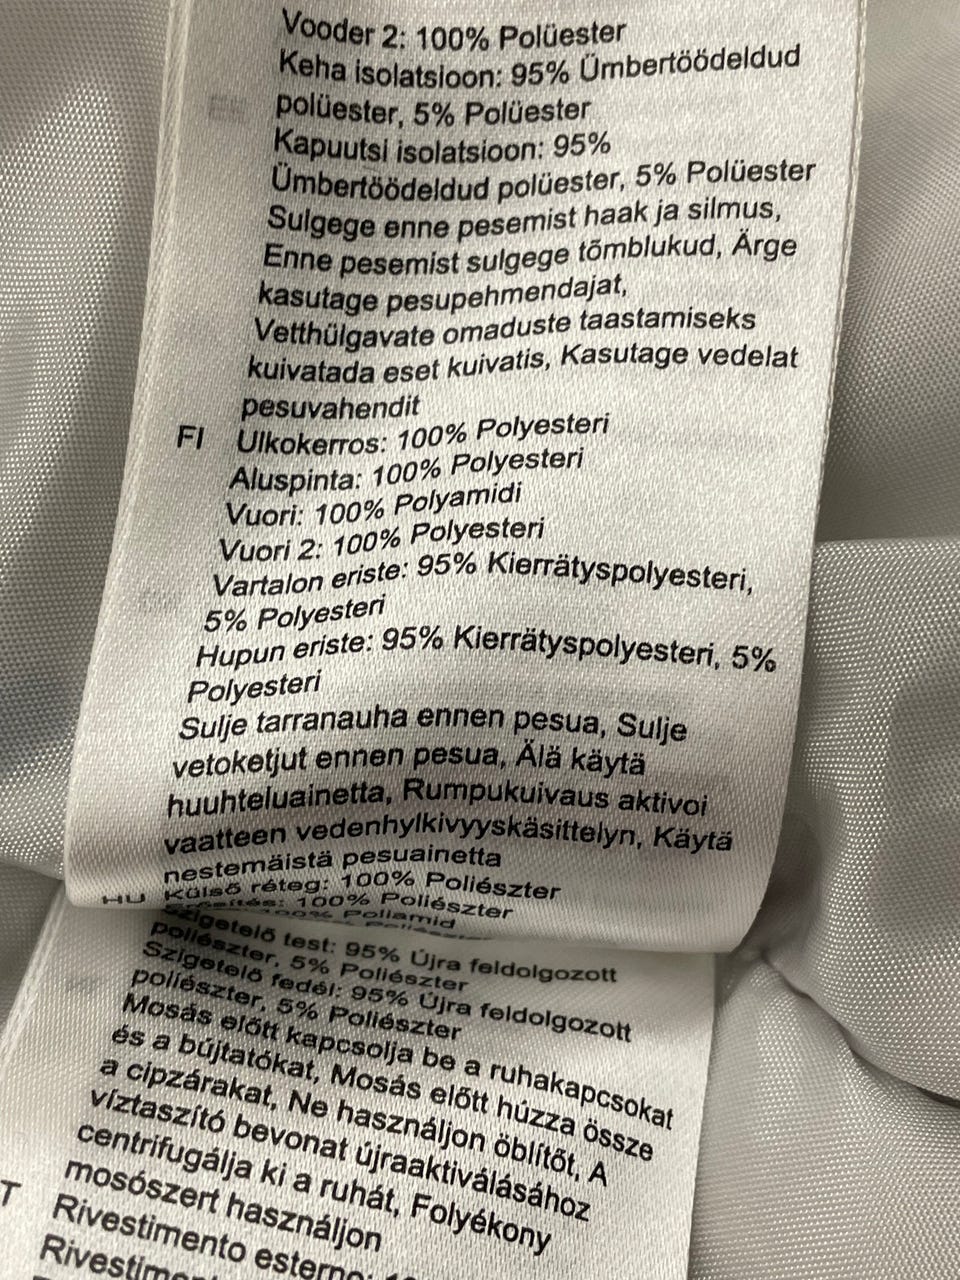 Vooder 2: 100% Polüester
Keha isolatsioon: 95% Ümbertöödeldud
polüester, 5% Polüester
Kapuutsi isolatsioon: 95%
Ümbertöödeldud polüester, 5% Polüester
Sulgege enne pesemist haak ja silmus,
Enne pesemist sulgege tõmblukud, Ärge
kasutage pesupehmendajat,
Vetthülgavate omaduste taastamiseks
kuivatada eset kuivatis, Kasutage vedelat
pesuvahendit
FI Ulkokerros: 100% Polyesteri
Aluspinta: 100% Polyesteri
Vuori: 100% Polyamidi
Vuori 2: 100% Polyesteri
Vartalon eriste: 95% Kierrätyspolyesteri,
5% Polyesteri
Hupun eriste: 95% Kierrätyspolyesteri, 5%
Polyesteri
Sulje tarranauha ennen pesua, Sulje
vetoketjut ennen pesua, Älä käytä
huuhteluainetta, Rumpukuivaus aktivoi
vaatteen vedenhylkivyyskäsittelyn, Käytä
nestemäistä pesuainetta
HU Külső réteg: 100% Poliészter
100% Poliészter
100% Poliamid
Szigetelő test: 95% Újra feldolgozott
poliészter, 5% Poliészter
Szigetelő fedél: 95% Újra feldolgozott
poliészter, 5% Poliészter
Mosás előtt kapcsolja be a ruhakapcsokat
és a bújtatókat, Mosás előtt húzza össze
a cipzárakat, Ne használjon öblítőt, A
víztaszító bevonat újraaktiválásához
centrifugálja ki a ruhát, Folyékony
mosószert használjon
T Rivestimento esterno: